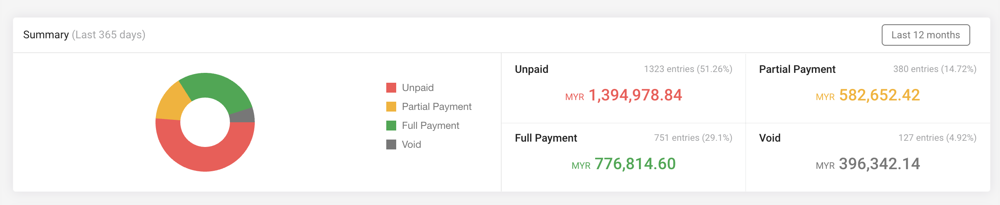 Summary (Last 365 days)
Last 12 months
Unpaid
Partial Payment
Full Payment
Void
Unpaid
1323 entries (51.26%)
MYR 1,394,978.84
Partial Payment
380 entries (14.72%)
MYR 582,652.42
Full Payment
751 entries (29.1%)
MYR 776,814.60
Void
127 entries (4.92%)
MYR 396,342.14